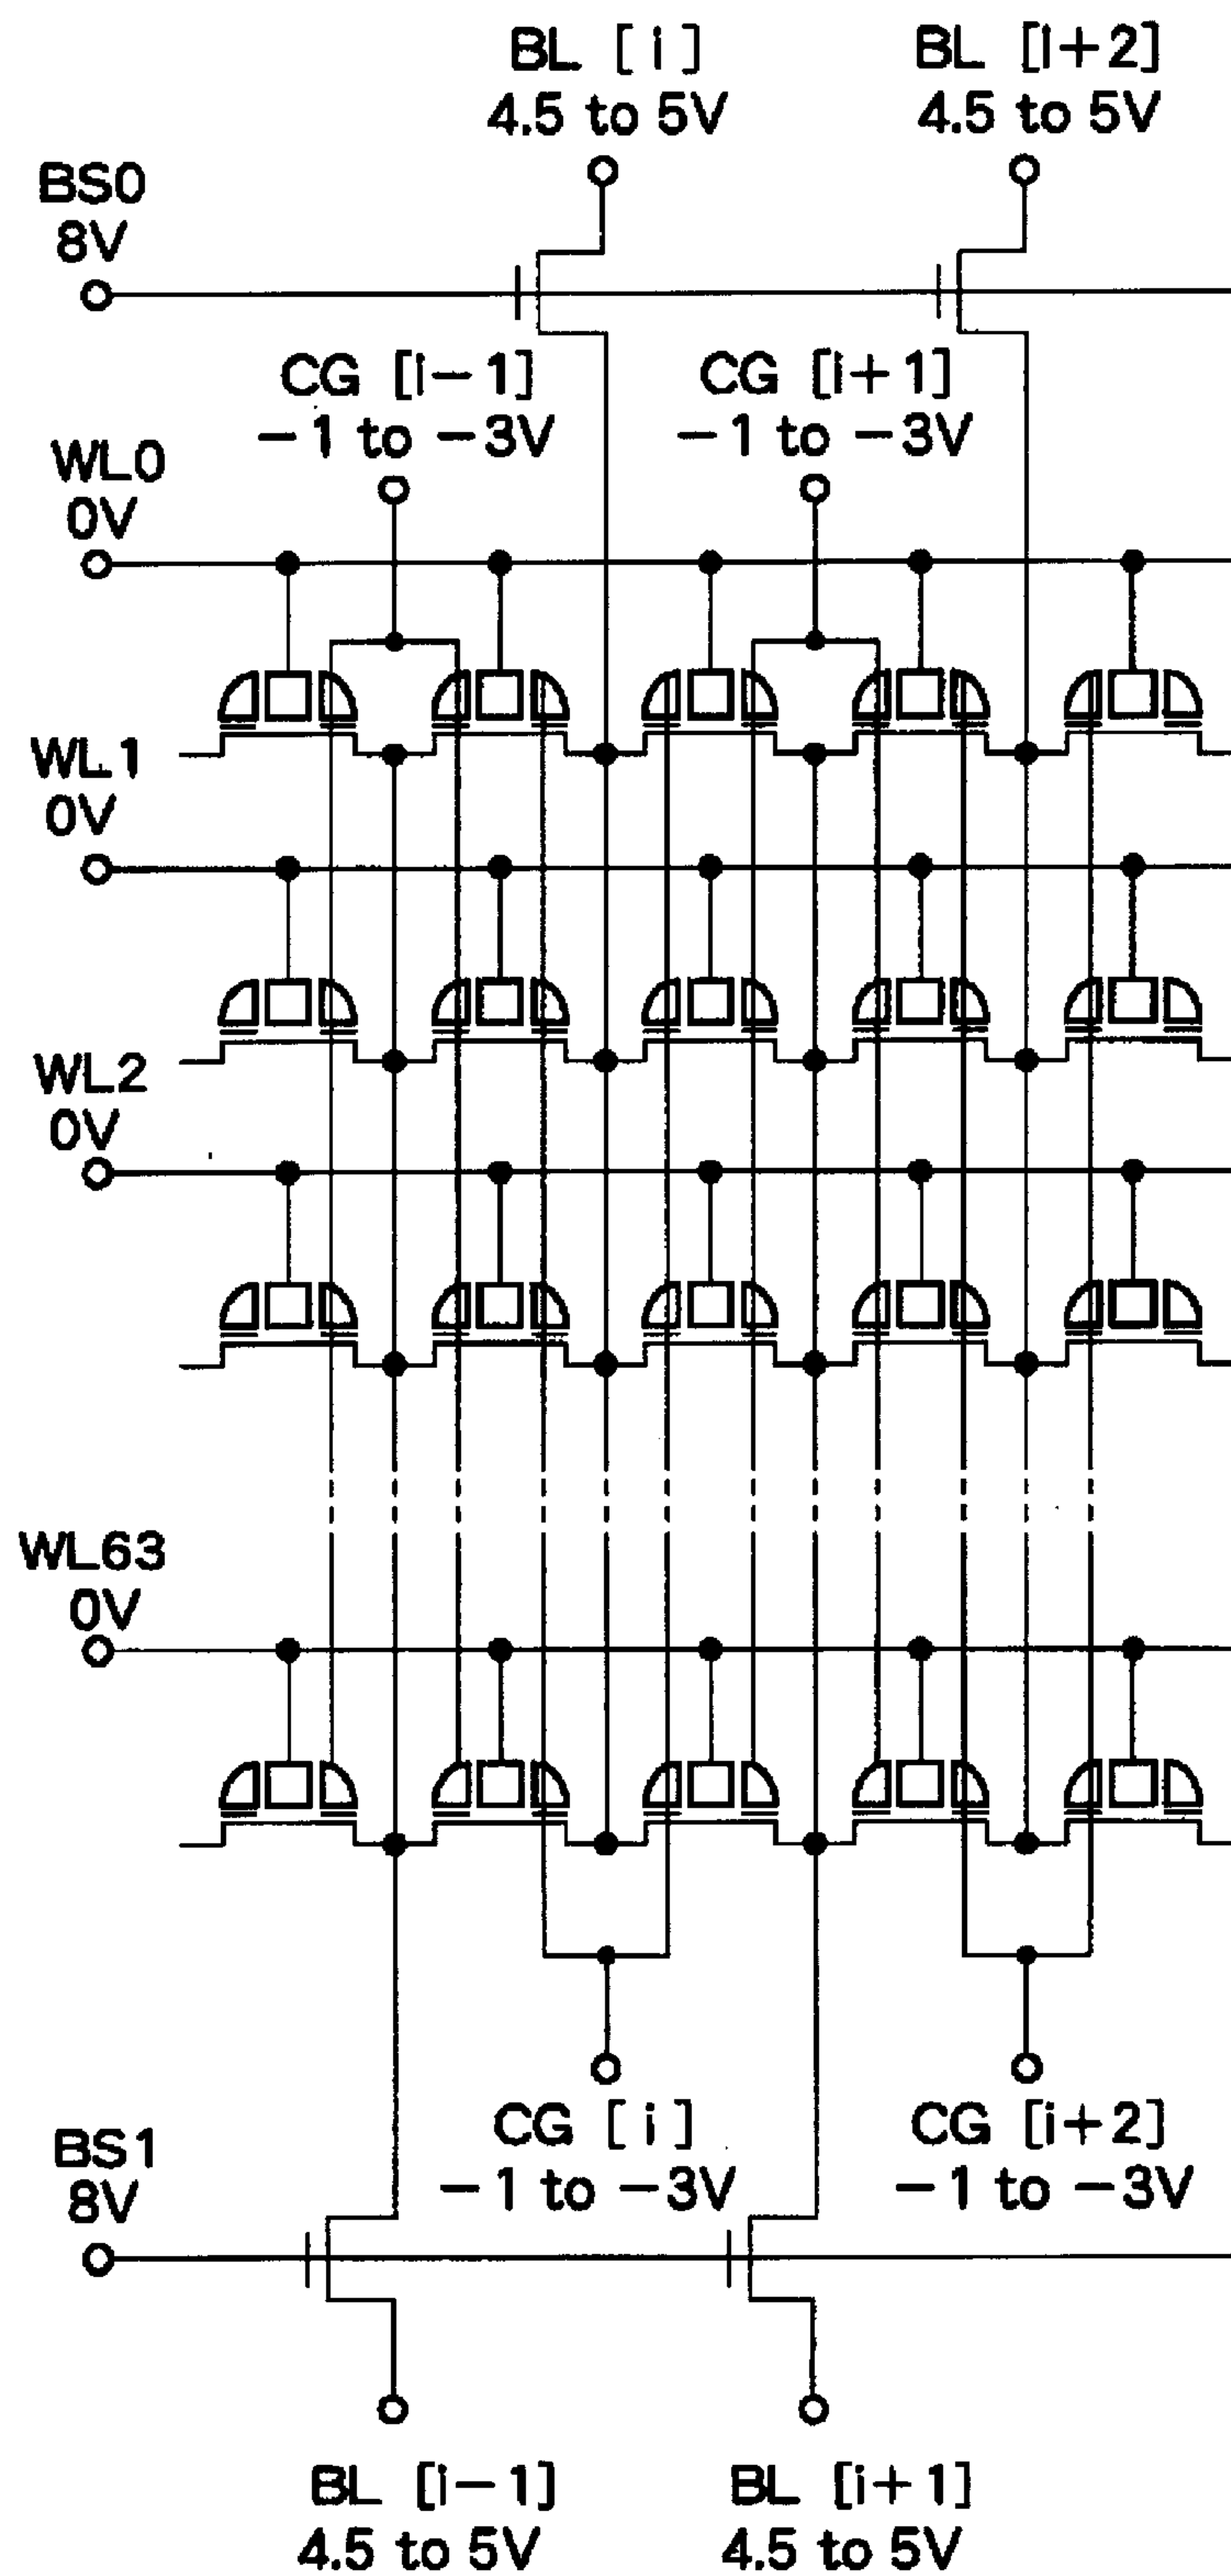 BL [i]
4.5 to 5V
BL [i+2]
4.5 to 5V
BS0
8V
CG [i−1]
−1 to −3V
CG [i+1]
−1 to −3V
WL0
0V
WL1
0V
WL2
0V
WL63
0V
CG [i]
−1 to −3V
CG [i+2]
−1 to −3V
BS1
8V
BL [i−1]
4.5 to 5V
BL [i+1]
4.5 to 5V